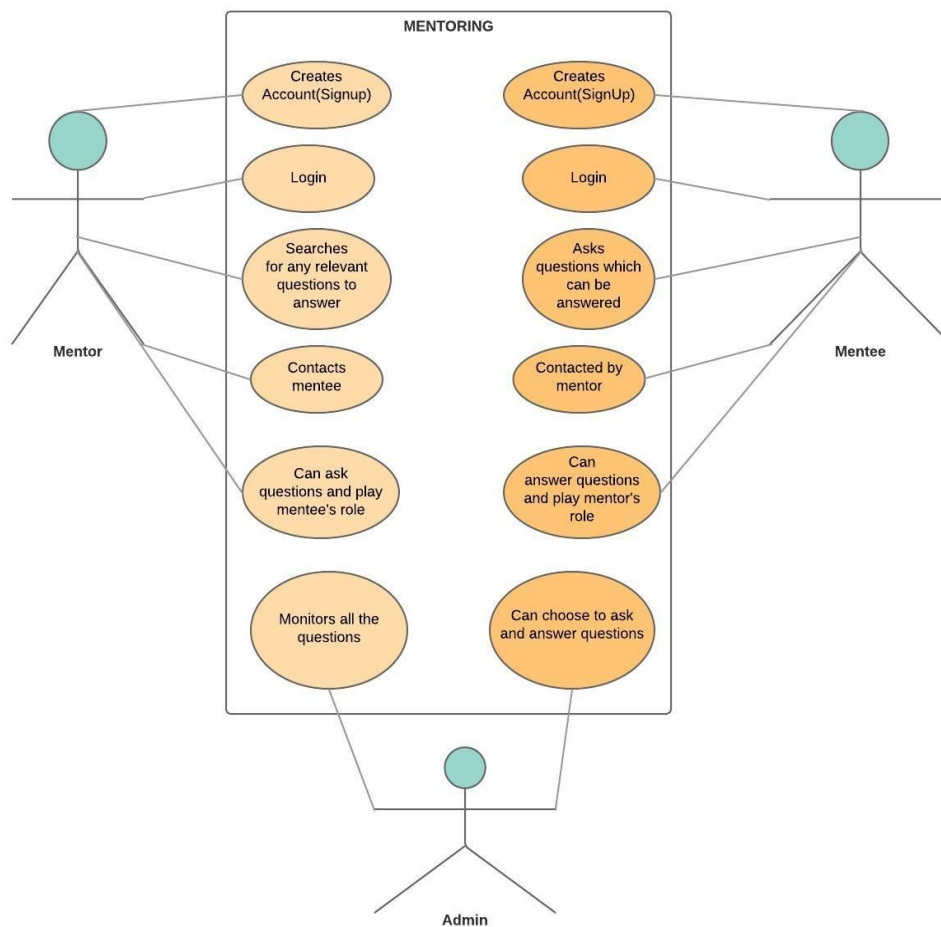 MENTORING
Creates
Account(Signup)
Creates
Account(SignUp)
Login
Login
Searches
for any relevant
questions to
answer
Asks
questions which
can be
answered
Mentor
Mentee
Contacts
mentee
Contacted by
mentor
Can ask
questions and play
mentee's role
Can
answer questions
and play mentor's
role
Monitors all the
questions
Can choose to ask
and answer questions
Admin